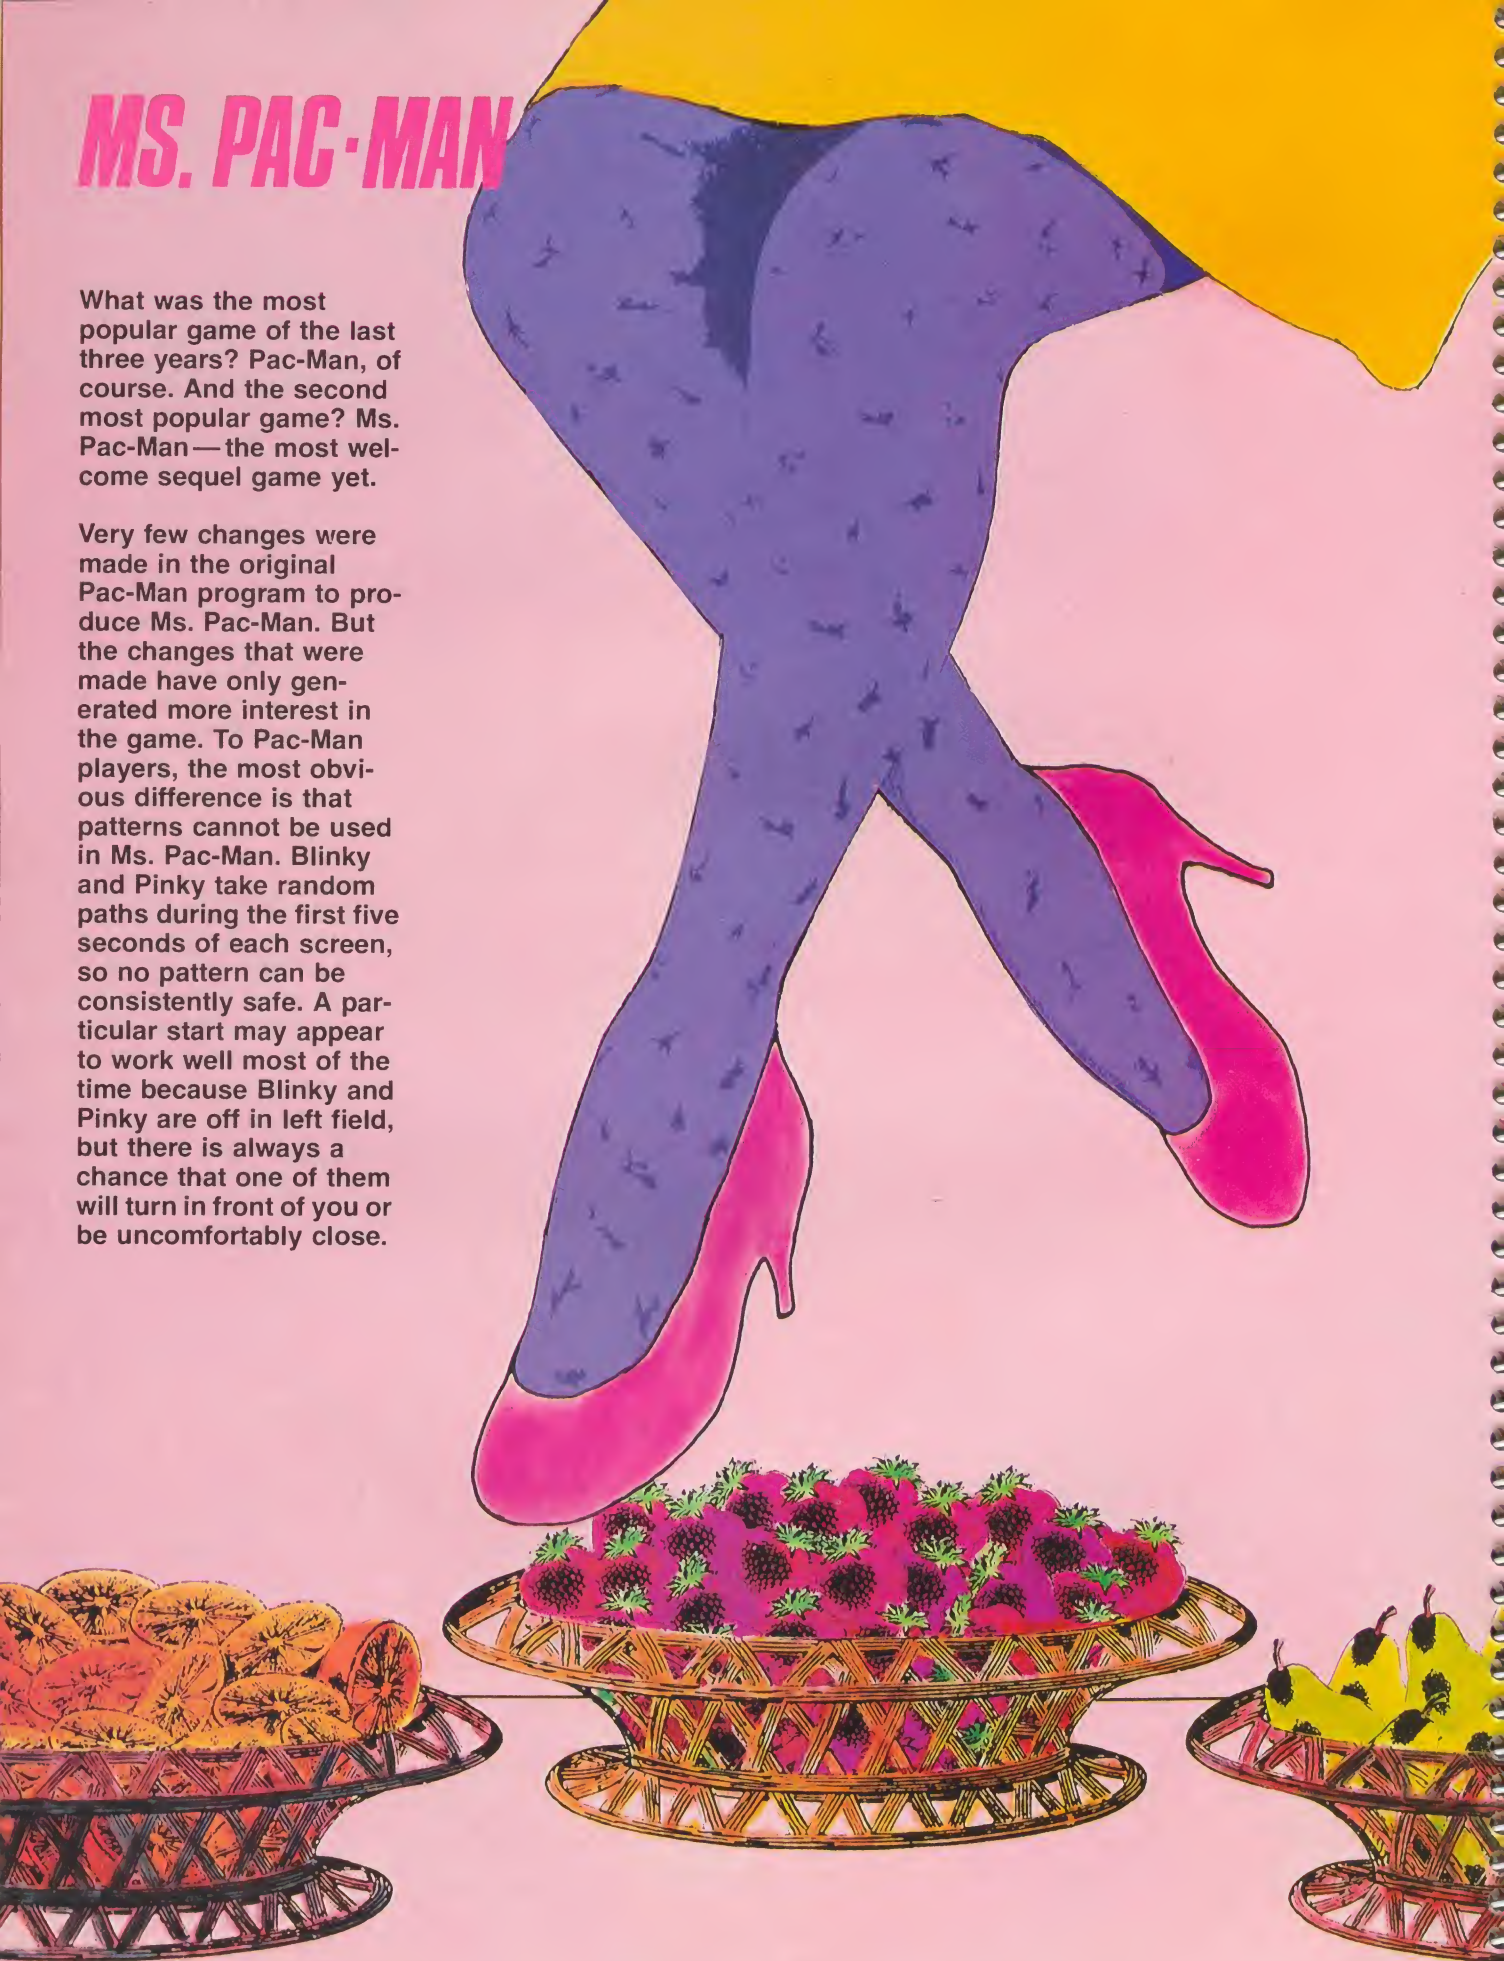 MS. PAC·MAN
What was the most
popular game of the last
three years? Pac-Man, of
course. And the second
most popular game? Ms.
Pac-Man—the most wel-
come sequel game yet.
Very few changes were
made in the original
Pac-Man program to pro-
duce Ms. Pac-Man. But
the changes that were
made have only gen-
erated more interest in
the game. To Pac-Man
players, the most obvi-
ous difference is that
patterns cannot be used
in Ms. Pac-Man. Blinky
and Pinky take random
paths during the first five
seconds of each screen,
so no pattern can be
consistently safe. A par-
ticular start may appear
to work well most of the
time because Blinky and
Pinky are off in left field,
but there is always a
chance that one of them
will turn in front of you or
be uncomfortably close.